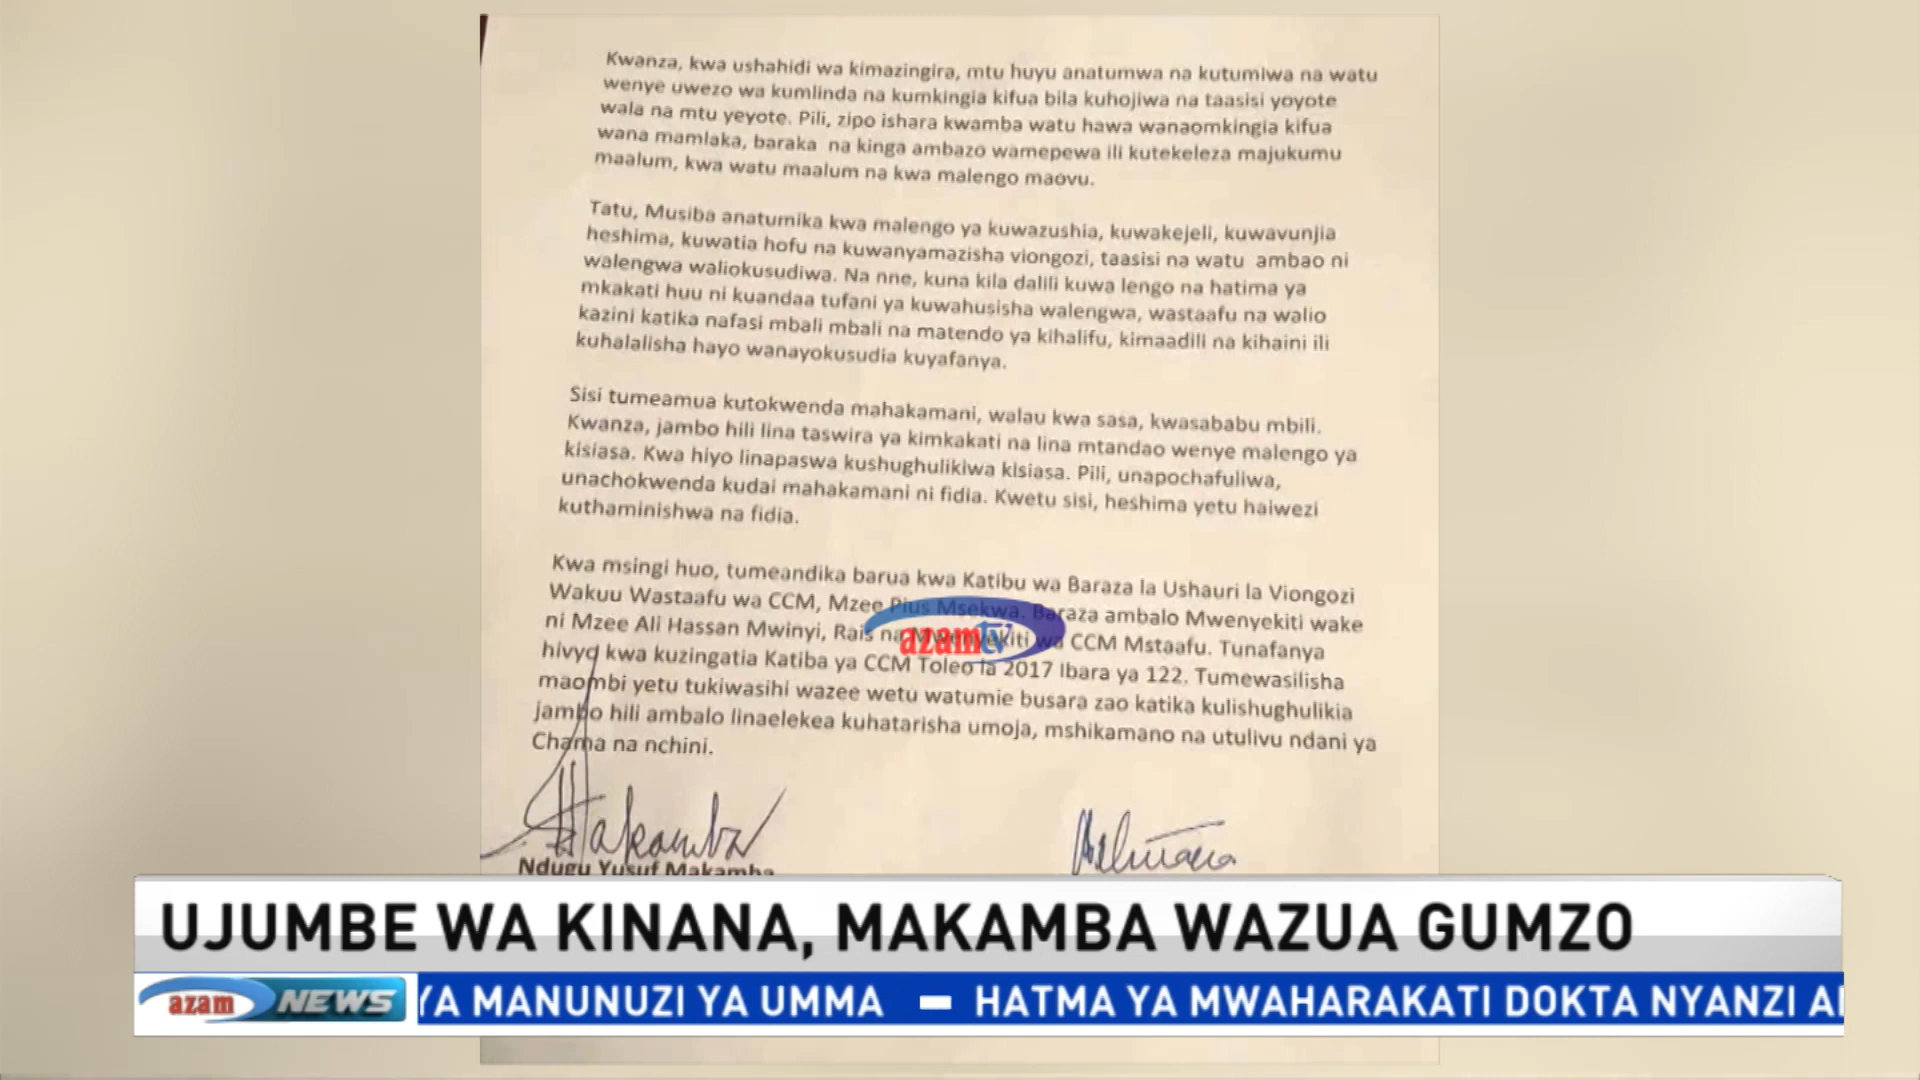 Kwanza, kwa ushahidi wa kimazingira, mtu huyu anatumwa na kutumiwa na watu
wenye uwezo wa kumlinda na kumkingia kifua bila kuhojiwa na taasisi yoyote
wala na mtu yeyote. Pili, zipo ishara kwamba watu hawa wanaomkingia kifua
wana mamlaka, baraka na kinga ambazo wamepewa ili kutekeleza majukumu
maalum, kwa watu maalum na kwa malengo maovu.
Tatu, Musiba anatumika kwa malengo ya kuwazushia, kuwakejeli, kuwavunjia
heshima, kuwatia hofu na kuwanyamazisha viongozi, taasisi na watu ambao ni
walengwa waliokusudiwa. Na nne, kuna kila dalili kuwa lengo na hatima ya
mkakati huu ni kuandaa tufani ya kuwahusisha walengwa, wastaafu na walio
kazini katika nafasi mbali mbali na matendo ya kihalifu, kimaadili na kihaini ili
kuhalalisha hayo wanayokusudia kuyafanya.
Sisi tumeamua kutokwenda mahakamani, walau kwa sasa, kwasababu mbili.
Kwanza, jambo hili lina taswira ya kimkakati na lina mtandao wenye malengo ya
kisiasa. Kwa hiyo linapaswa kushughulikiwa kisiasa. Pili, unapochafuliwa,
unachokwenda kudai mahakamani ni fidia. Kwetu sisi, heshima yetu haiwezi
kuthaminishwa na fidia.
Kwa msingi huo, tumeandika barua kwa Katibu wa Baraza la Ushauri la Viongozi
Wakuu Wastaafu wa CCM, Mzee Pius Msekwa. Baraza ambalo Mwenyekiti wake
ni Mzee Ali Hassan Mwinyi, Rais na Mwenyekiti wa CCM Mstaafu. Tunafanya
hivyo kwa kuzingatia Katiba ya CCM Toleo la 2017 Ibara ya 122. Tumewasilisha
maombi yetu tukiwasihi wazee wetu watumie busara zao katika kulishughulikia
jambo hili ambalo linaelekea kuhatarisha umoja, mshikamano na utulivu ndani ya
Chama na nchini.
azam tv
Makamba
Ndugu Yusuf Makamba
UJUMBE WA KINANA, MAKAMBA WAZUA GUMZO
azam NEWS
YA MANUNUZI YA UMMA — HATMA YA MWAHARAKATI DOKTA NYANZI